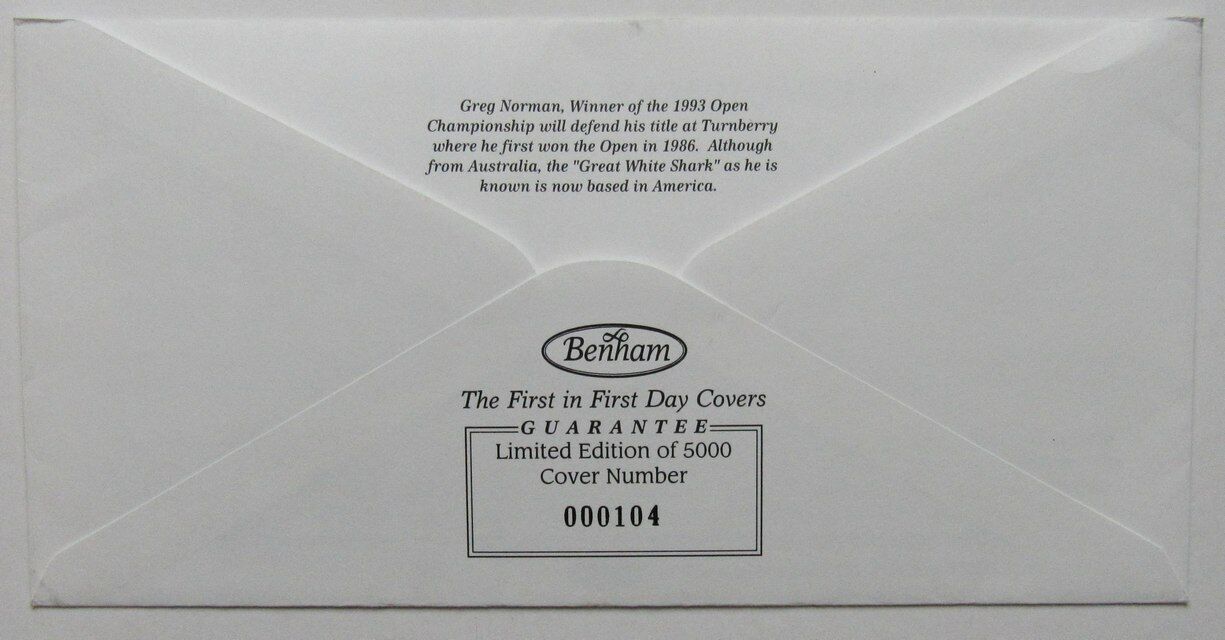 Greg Norman, Winner of the 1993 Open
Championship will defend his title at Turnberry
where he first won the Open in 1986.  Although
from Australia, the "Great White Shark" as he is
known is now based in America.
Benham
The First in First Day Covers
GUARANTEE
Limited Edition of 5000
Cover Number
000104